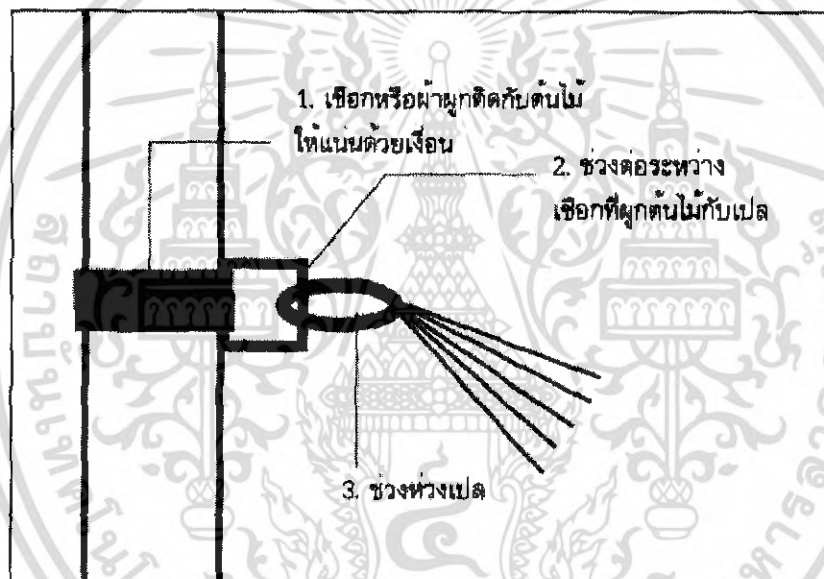 1. เชือกหรือผ้าผูกติดกับต้นไม้
ให้แน่นด้วยเงื่อน
2. ช่วงต่อระหว่าง
เชือกที่ผูกต้นไม้กับเปล
3. ช่วงห่วงเปล